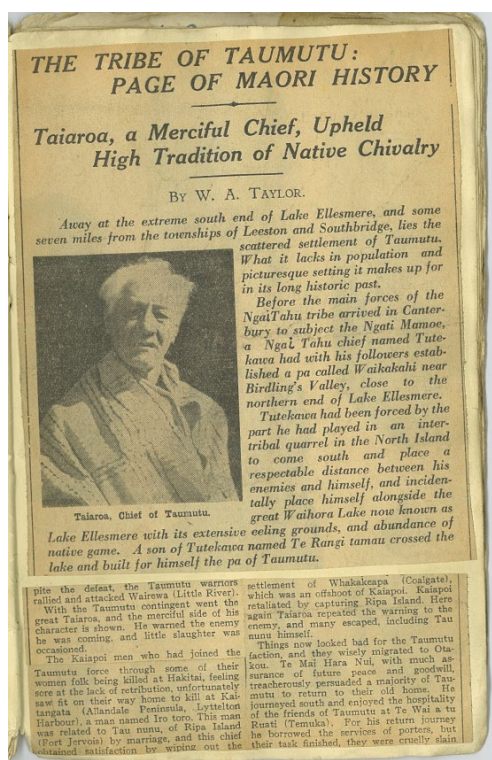 THE TRIBE OF TAUMUTU:
PAGE OF MAORI HISTORY
Taiaroa, a Merciful Chief, Upheld
High Tradition of Native Chivalry
BY W. A. TAYLOR.
Away at the extreme south end of Lake Ellesmere, and some
seven miles from the townships of Leeston and Southbridge, lies the
scattered settlement of Taumutu.
What it lacks in population and
picturesque setting it makes up for
in its long historic past.
Before the main forces of the
NgaiTahu tribe arrived in Canter-
bury to subject the Ngati Mamoe,
a Ngai Tahu chief named Tute-
kawa had with his followers estab-
lished a pa called Waikakahi near
Birdling's Valley, close to the
northern end of Lake Ellesmere.
Tutekawa had been forced by the
part he had played in an inter-
tribal quarrel in the North Island
to come south and place a
respectable distance between his
enemies and himself, and inciden-
tally place himself alongside the
great Waihora Lake now known as
Lake Ellesmere with its extensive eeling grounds, and abundance of
native game. A son of Tutekawa named Te Rangi tamau crossed the
lake and built for himself the pa of Taumutu.
Taiaroa, Chief of Taumutu.
pite the defeat, the Taumutu warriors
rallied and attacked Wairewa (Little River).
With the Taumutu contingent went the
great Taiaroa, and the merciful side of his
character is shown. He warned the enemy
he was coming, and little slaughter was
occasioned.
The Kaiapoi men who had joined the
Taumutu force through some of their
women folk being killed at Hakitai, feeling
sore at the lack of retribution, unfortunately
saw fit on their way home to kill at Kai-
tangata (Allandale Peninsula, Lyttelton
Harbour), a man named Iro toro. This man
was related to Tau nunu, of Ripa Island
(Fort Jervois) by marriage, and this chief
obtained satisfaction by wiping out the
settlement of Whakakeapa (Coalgate),
which was an offshoot of Kaiapoi. Kaiapoi
retaliated by capturing Ripa Island. Here
again Taiaroa repeated the warning to the
enemy, and many escaped, including Tau
nunu himself.
Things now looked bad for the Taumutu
faction, and they wisely migrated to Ota-
kou. Te Mai Hara Nui, with much as-
surance of future peace and goodwill,
treacherously persuaded a majority of Tau-
mutu to return to their old home. He
journeyed south and enjoyed the hospitality
of the friends of Taumutu at Te Wai a tu
Ruati (Temuka). For his return journey
he borrowed the services of porters, but
their task finished, they were cruelly slain